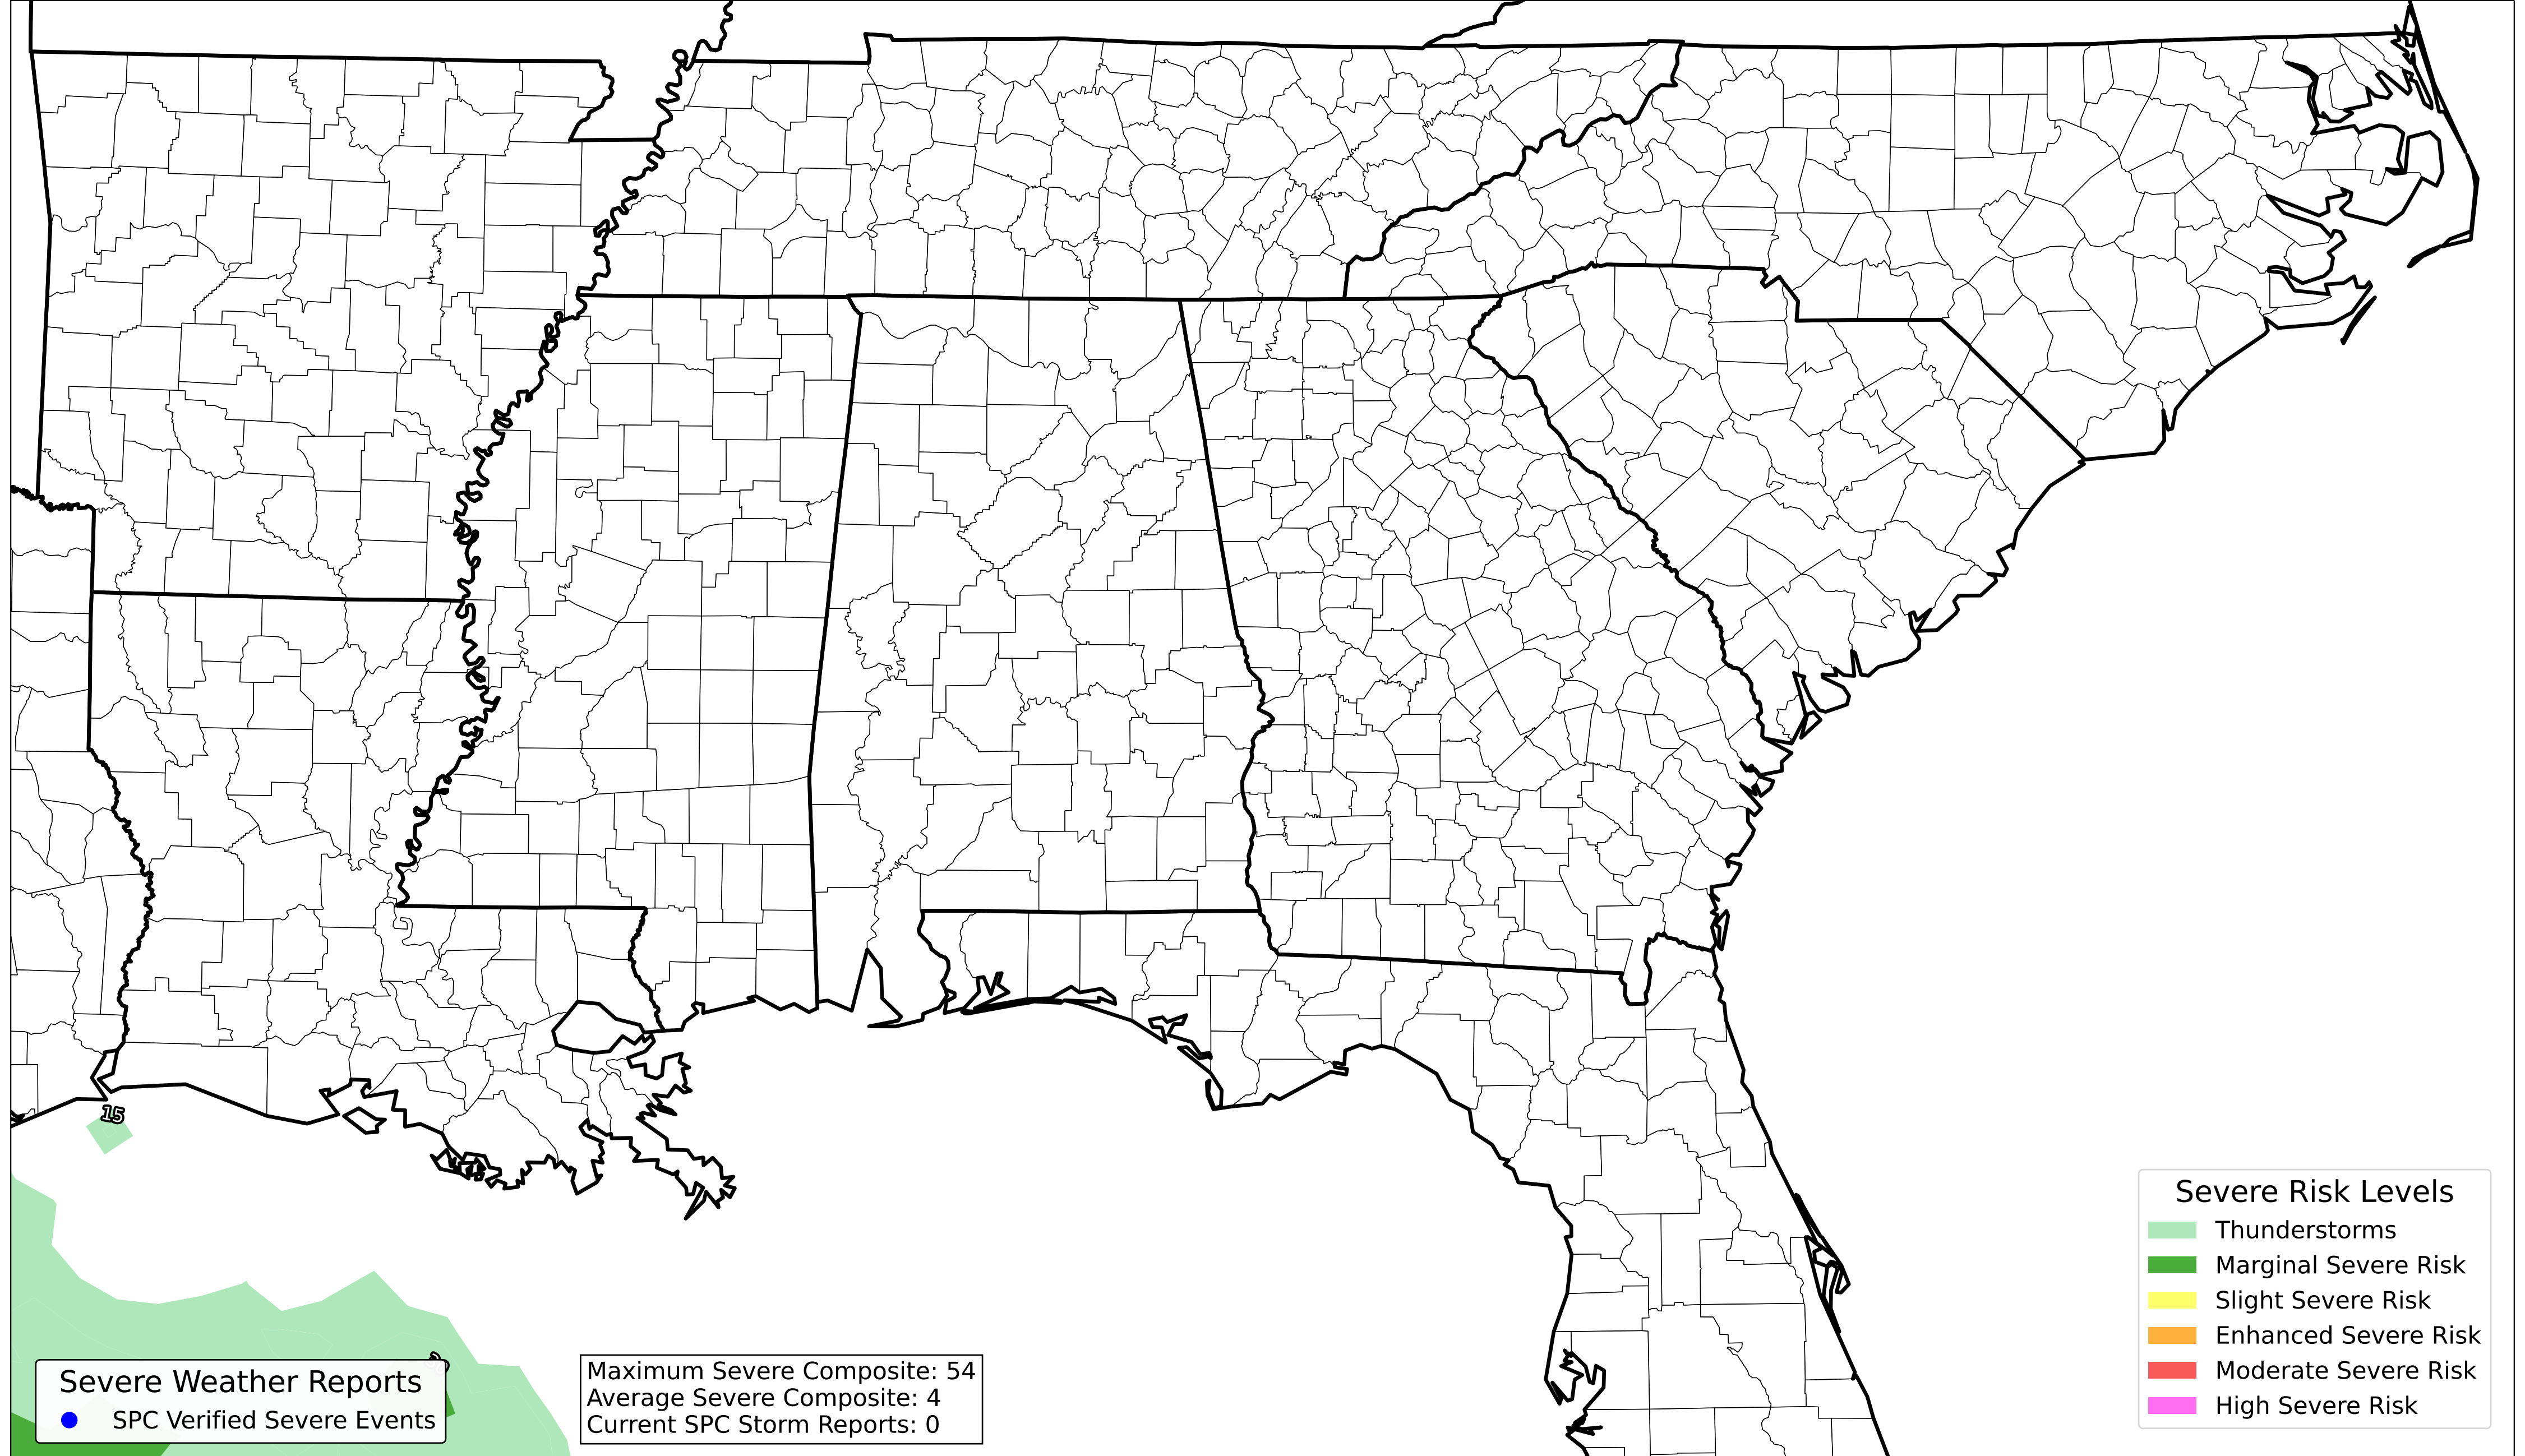 15
Severe Weather Reports
SPC Verified Severe Events
Maximum Severe Composite: 54
Average Severe Composite: 4
Current SPC Storm Reports: 0
Severe Risk Levels
Thunderstorms
Marginal Severe Risk
Slight Severe Risk
Enhanced Severe Risk
Moderate Severe Risk
High Severe Risk